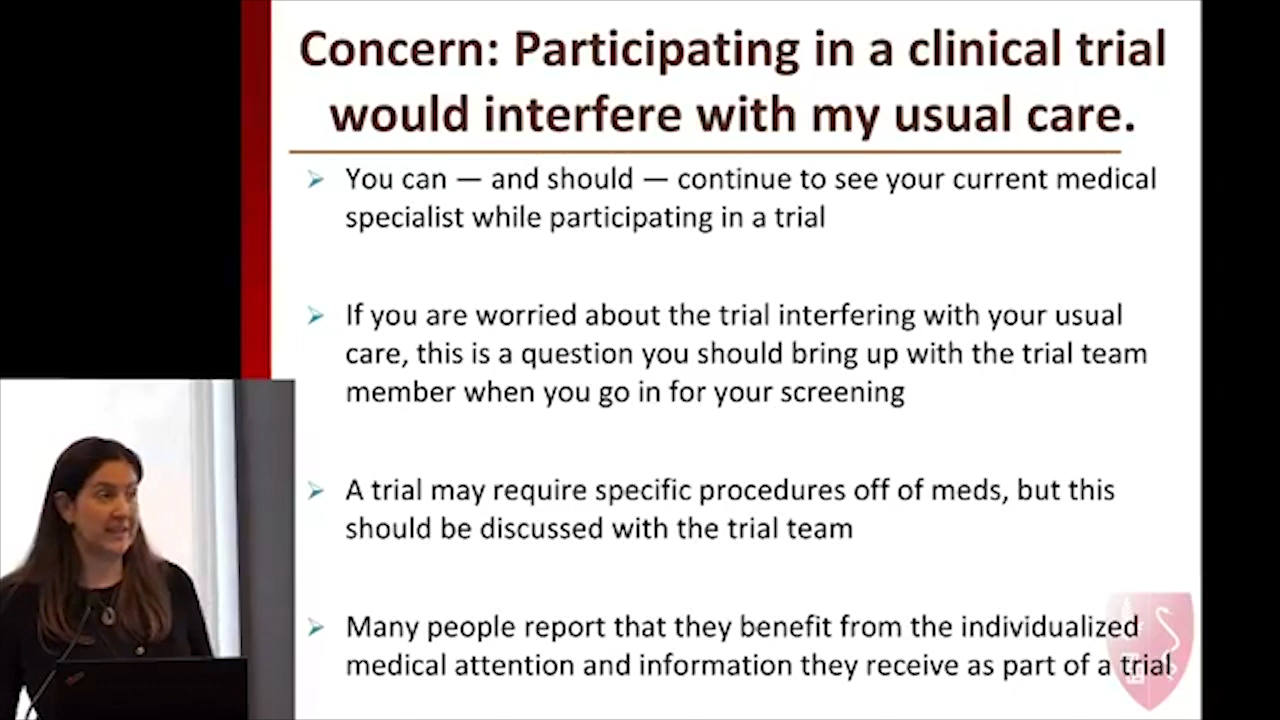 Concern: Participating in a clinical trial
would interfere with my usual care.
You can — and should — continue to see your current medical
specialist while participating in a trial
If you are worried about the trial interfering with your usual
care, this is a question you should bring up with the trial team
member when you go in for your screening
A trial may require specific procedures off of meds, but this
should be discussed with the trial team
Many people report that they benefit from the individualized
medical attention and information they receive as part of a trial